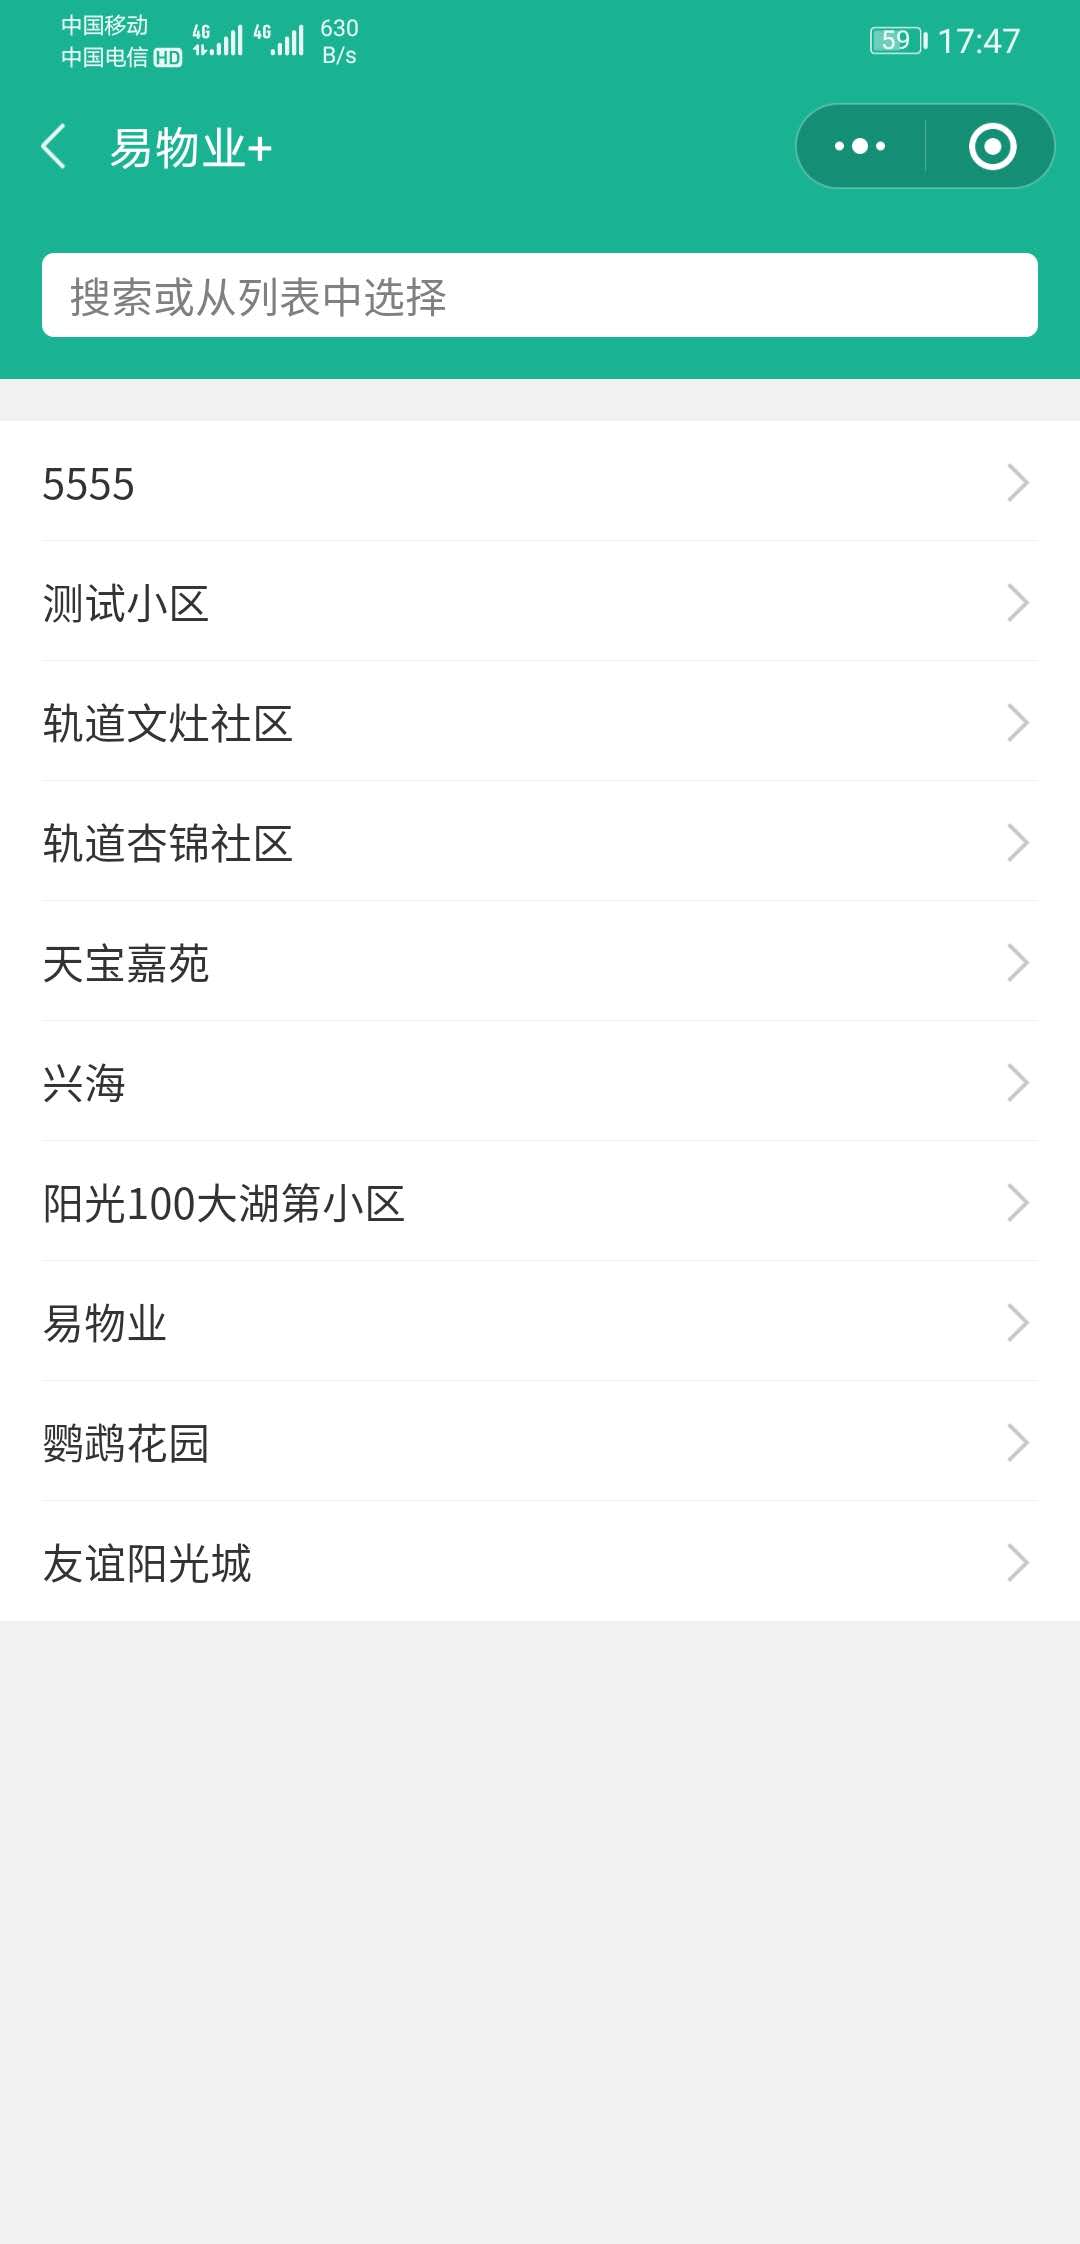 中国移动
中国电信 HD
4G
4G
630
B/s
59
17:47
易物业+
搜索或从列表中选择
5555
测试小区
轨道文灶社区
轨道杏锦社区
天宝嘉苑
兴海
阳光100大湖第小区
易物业
鹦鹉花园
友谊阳光城